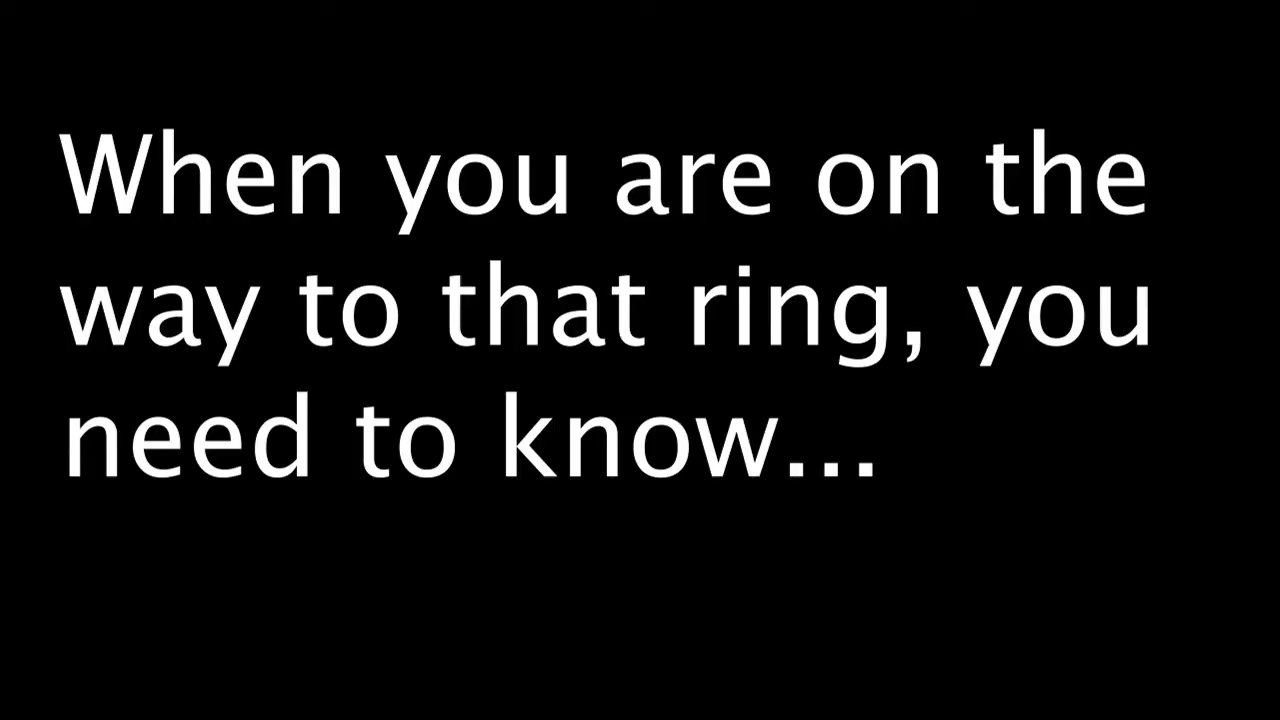 When you are on the
way to that ring, you
need to know...